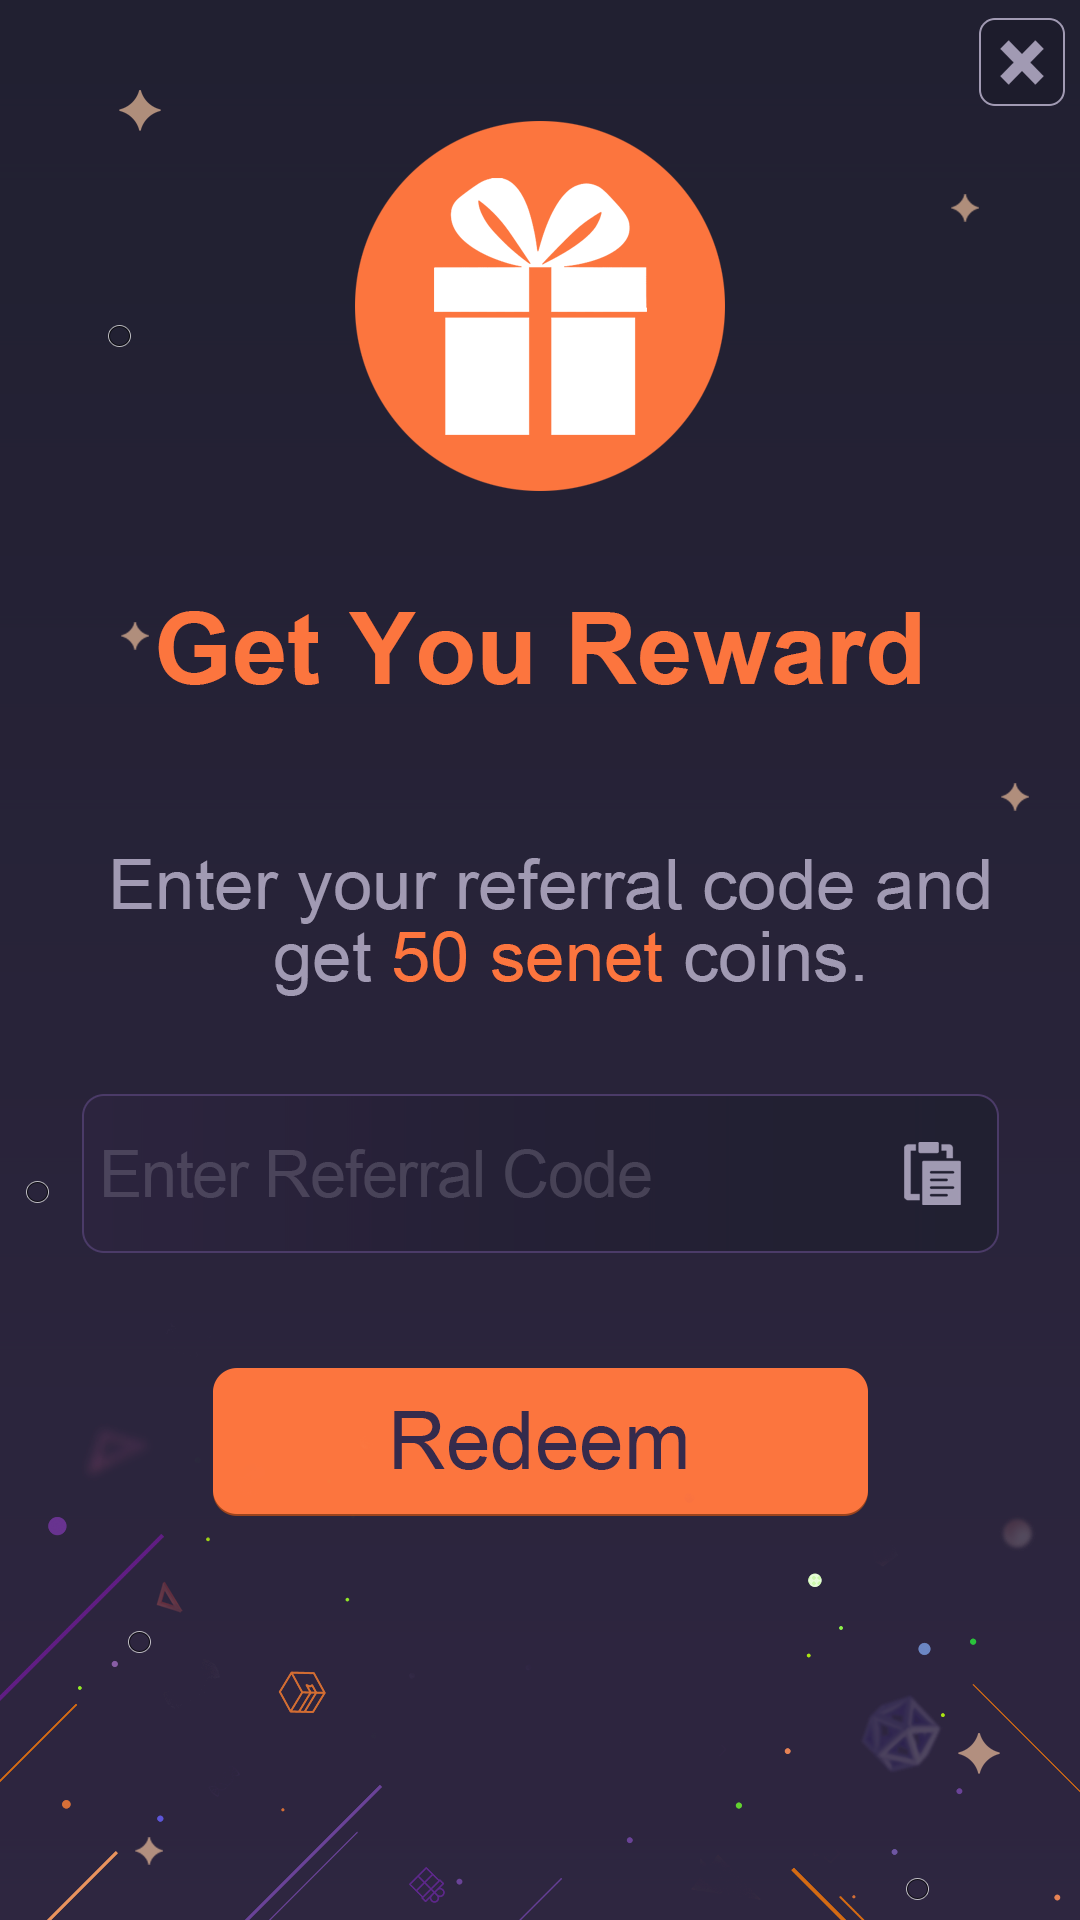 Get You Reward
Enter your referral code and
get 50 senet coins.
Enter Referral Code
Redeem